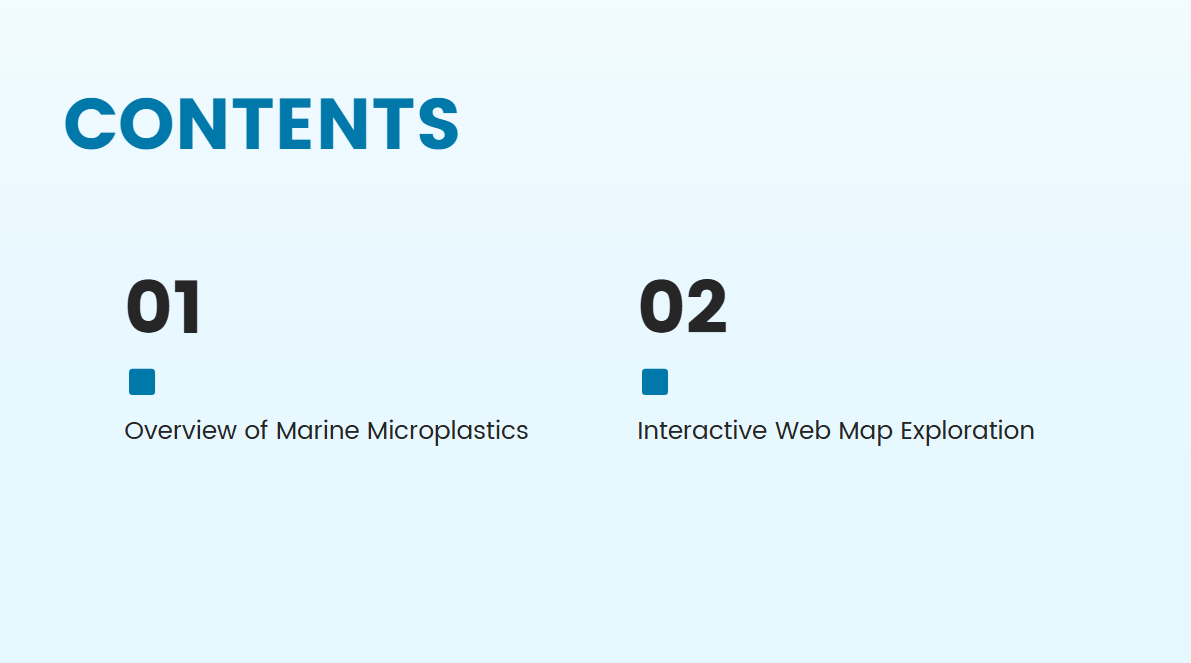 CONTENTS
01
02
Overview of Marine Microplastics
Interactive Web Map Exploration